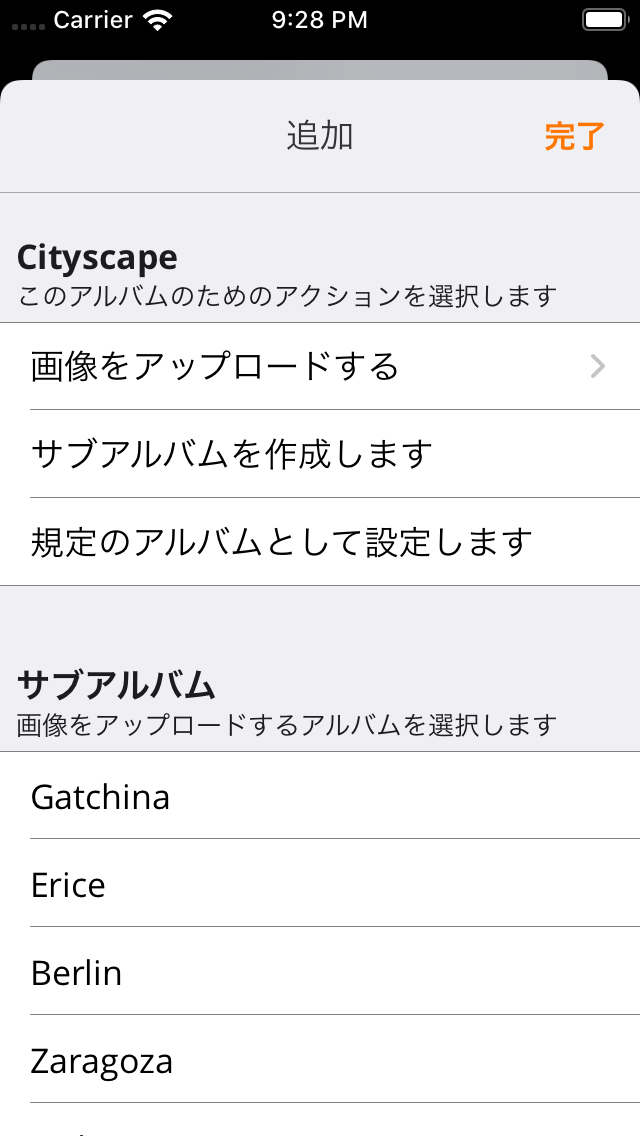 Carrier 9:28 PM
追加 完了
Cityscape
このアルバムのためのアクションを選択します
画像をアップロードする
サブアルバムを作成します
規定のアルバムとして設定します
サブアルバム
画像をアップロードするアルバムを選択します
Gatchina
Erice
Berlin
Zaragoza